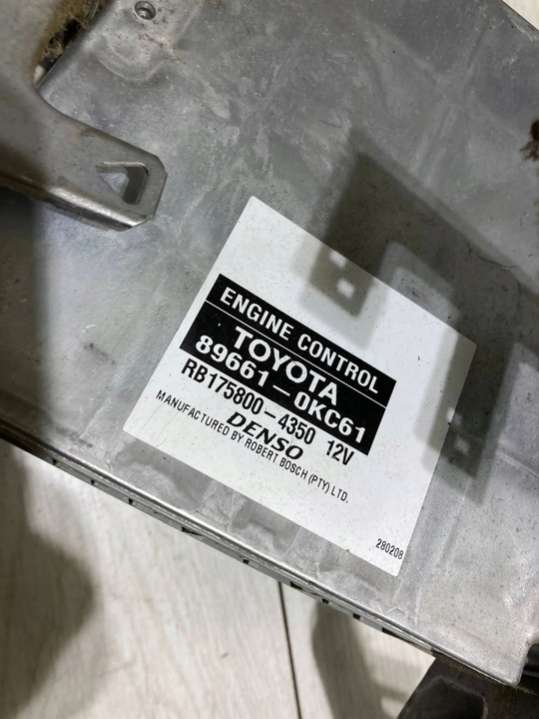 ENGINE CONTROL
TOYOTA
89661-0KC61
RB175800-4350 12V
DENSO
MANUFACTURED BY ROBERT BOSCH (PTY) LTD.
280208